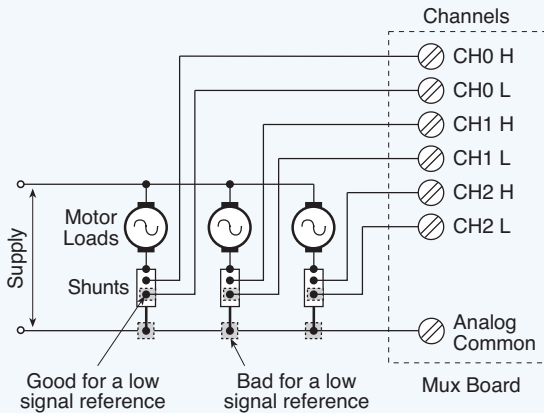 Channels
CH0 H
CH0 L
CH1 H
CH1 L
CH2 H
CH2 L
Motor
Loads
Supply
Shunts
Analog
Common
Good for a low
signal reference
Bad for a low
signal reference
Mux Board